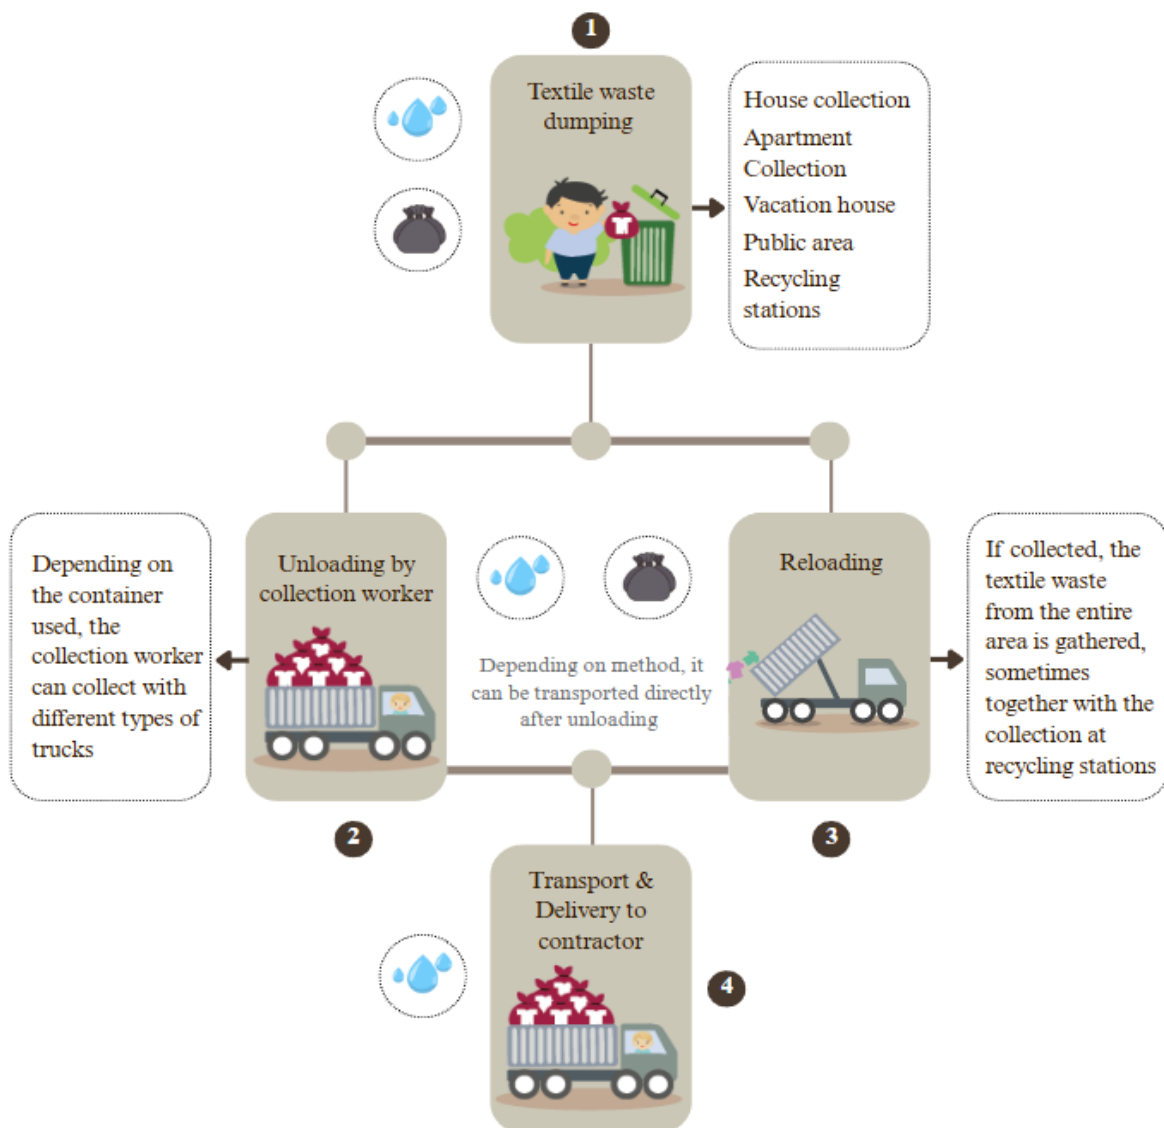 1
Textile waste
dumping
House collection
Apartment
Collection
Vacation house
Public area
Recycling
stations
Depending on
the container
used, the
collection worker
can collect with
different types of
trucks
Unloading by
collection worker
2
Depending on method, it
can be transported directly
after unloading
Reloading
3
If collected, the
textile waste
from the entire
area is gathered,
sometimes
together with the
collection at
recycling stations
Transport &
Delivery to
contractor
4